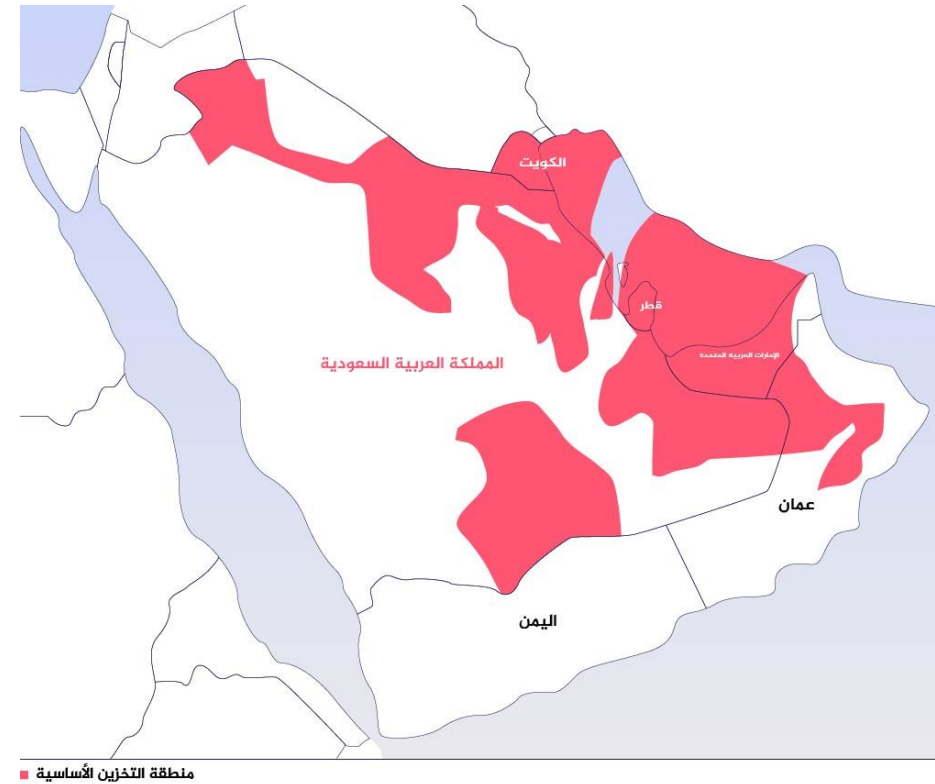 الكويت
قطر
الإمارات العربية المتحدة
المملكة العربية السعودية
عمان
اليمن
منطقة التخزين الأساسية